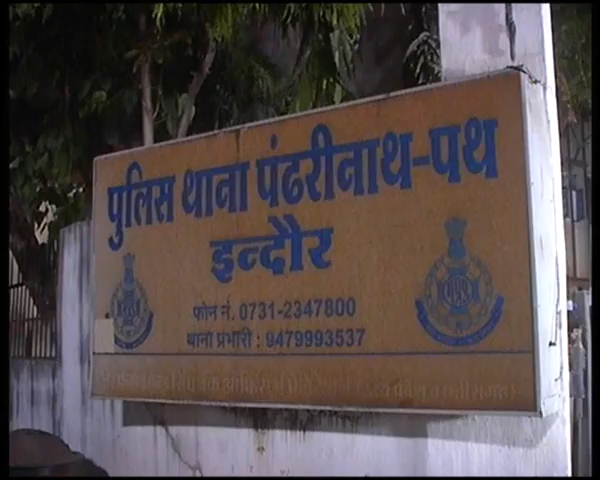 पुलिस थाना पंढरीनाथ-पथ
इन्दौर
फोन नं. 0731-2347800
थाना प्रभारी : 9479993537